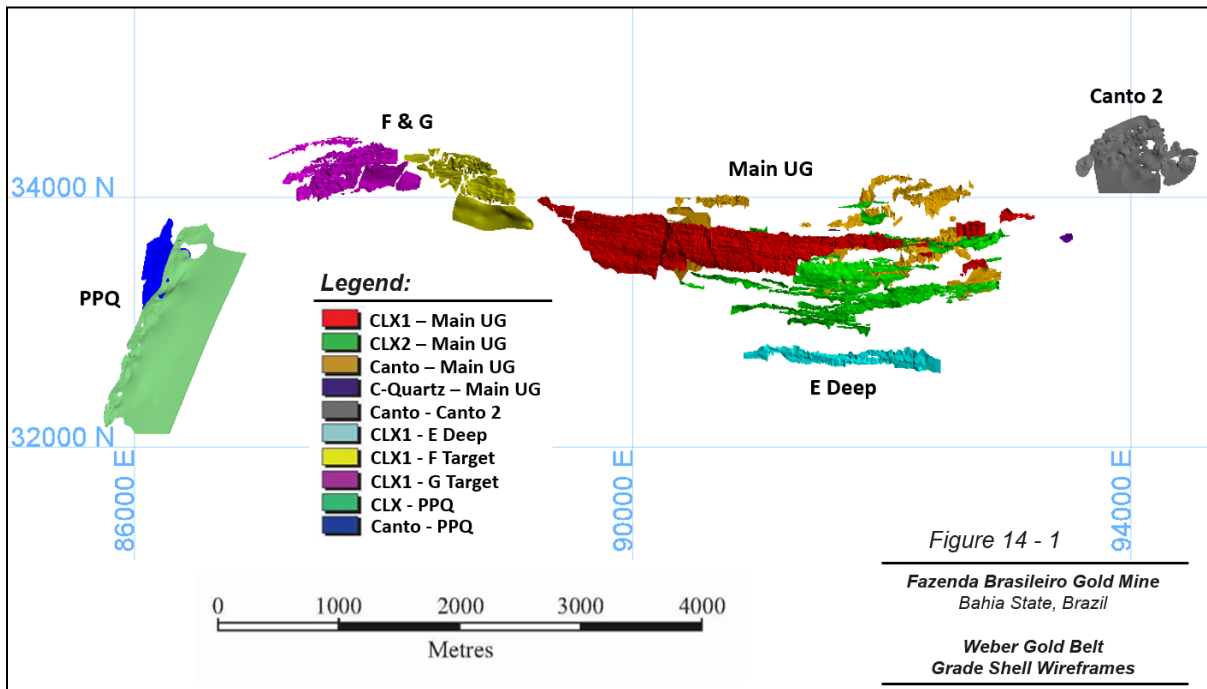 Canto 2
F & G
Main UG
34000 N
PPQ
Legend:
CLX1 – Main UG
CLX2 – Main UG
Canto – Main UG
C-Quartz – Main UG
Canto - Canto 2
CLX1 - E Deep
CLX1 - F Target
CLX1 - G Target
CLX - PPQ
Canto - PPQ
E Deep
32000 N
86000 E
90000 E
94000 E
0 1000 2000 3000 4000
Metres
Figure 14 - 1
Fazenda Brasileiro Gold Mine
Bahia State, Brazil
Weber Gold Belt
Grade Shell Wireframes